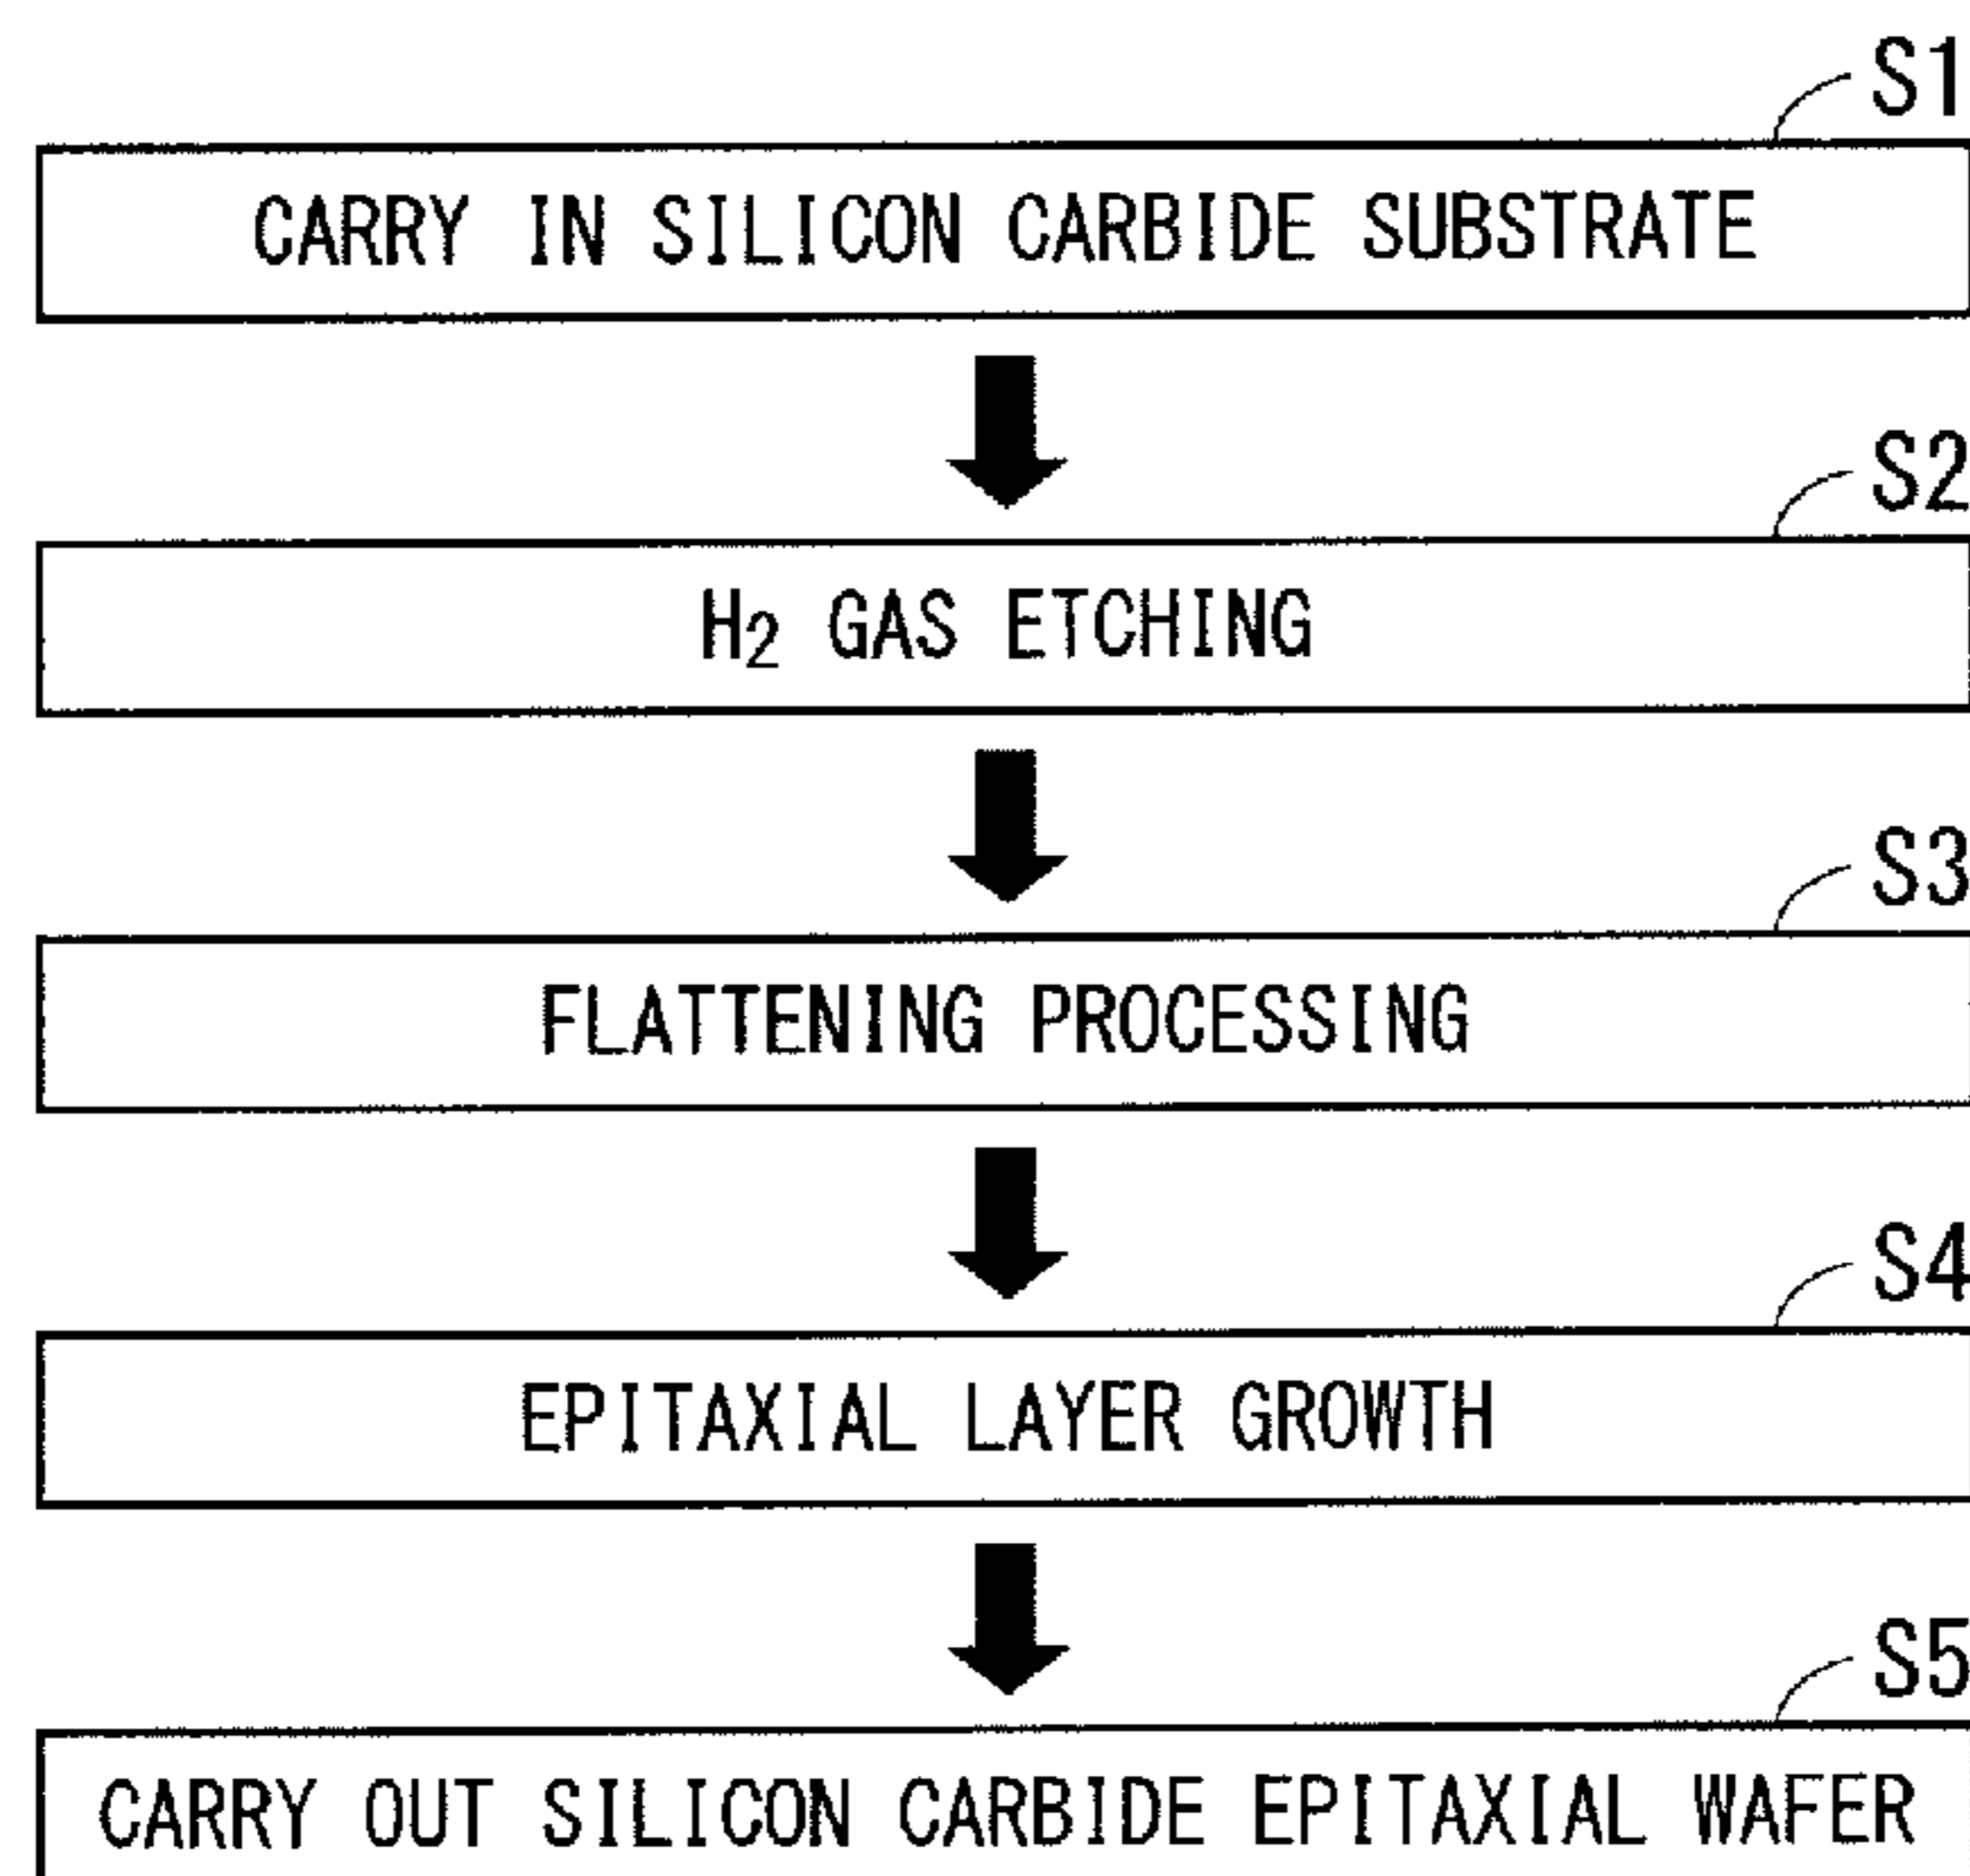 S1
CARRY IN SILICON CARBIDE SUBSTRATE
S2
H₂ GAS ETCHING
S3
FLATTENING PROCESSING
S4
EPITAXIAL LAYER GROWTH
S5
CARRY OUT SILICON CARBIDE EPITAXIAL WAFER